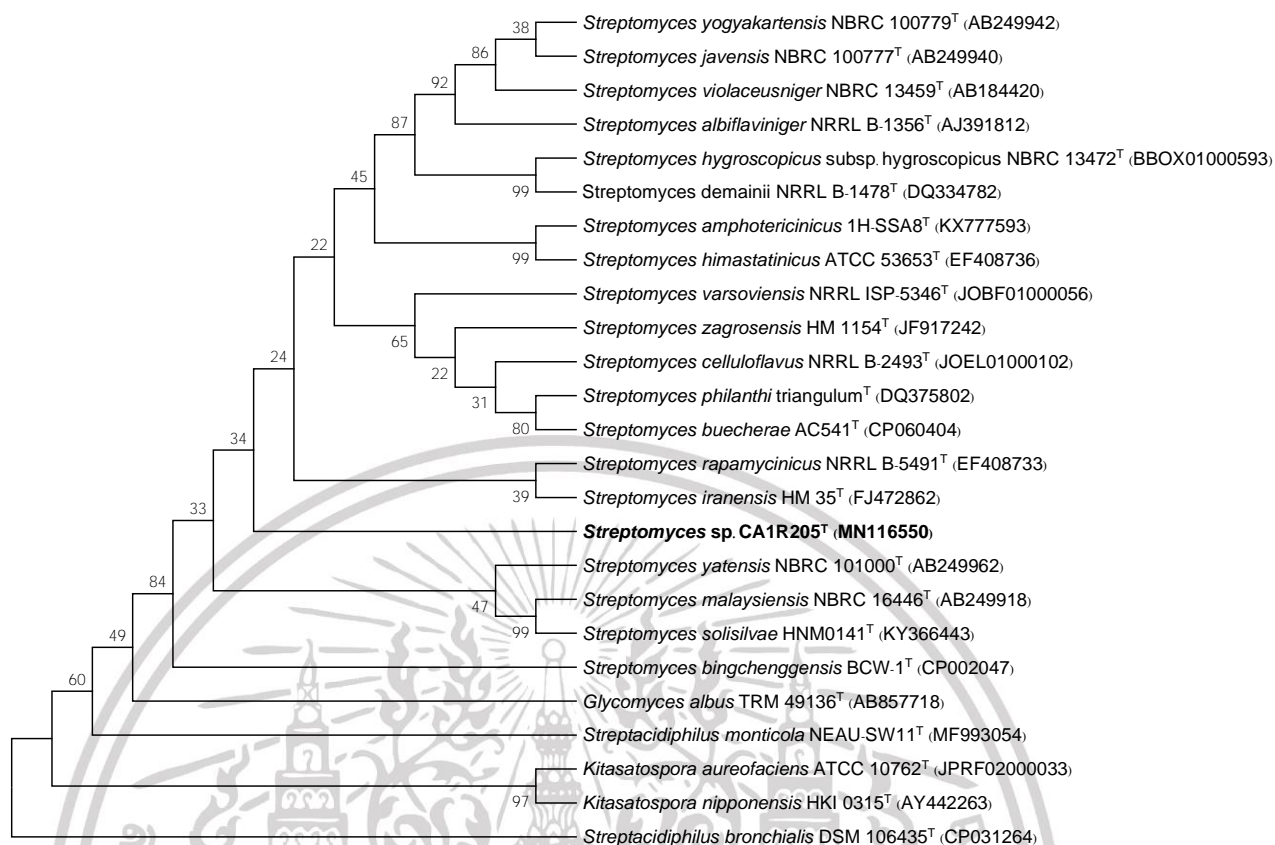 Streptomyces yogyakartensis NBRC 100779T (AB249942)
38
Streptomyces javensis NBRC 100777T (AB249940)
86
Streptomyces violaceusniger NBRC 13459T (AB184420)
92
Streptomyces albiflaviniger NRRL B-1356T (AJ391812)
87
Streptomyces hygroscopicus subsp. hygroscopicus NBRC 13472T (BBOX01000593)
45
99
Streptomyces demainii NRRL B-1478T (DQ334782)
Streptomyces amphotericinicus 1H-SSA8T (KX777593)
22
99
Streptomyces himastatinicus ATCC 53653T (EF408736)
Streptomyces varsoviensis NRRL ISP-5346T (JOBF01000056)
65
Streptomyces zagrosensis HM 1154T (JF917242)
24
22
Streptomyces celluloflavus NRRL B-2493T (JOEL01000102)
31
Streptomyces philanthi triangulumT (DQ375802)
80
Streptomyces buecherae AC541T (CP060404)
34
Streptomyces rapamycinicus NRRL B-5491T (EF408733)
39
Streptomyces iranensis HM 35T (FJ472862)
33
Streptomyces sp. CA1R205T (MN116550)
Streptomyces yatensis NBRC 101000T (AB249962)
84
47
Streptomyces malaysiensis NBRC 16446T (AB249918)
49
99
Streptomyces solisilvae HNM0141T (KY366443)
Streptomyces bingchenggensis BCW-1T (CP002047)
60
Glycomyces albus TRM 49136T (AB857718)
Streptacidiphilus monticola NEAU-SW11T (MF993054)
Kitasatospora aureofaciens ATCC 10762T (JPRF02000033)
97
Kitasatospora nipponensis HKI 0315T (AY442263)
Streptacidiphilus bronchialis DSM 106435T (CP031264)